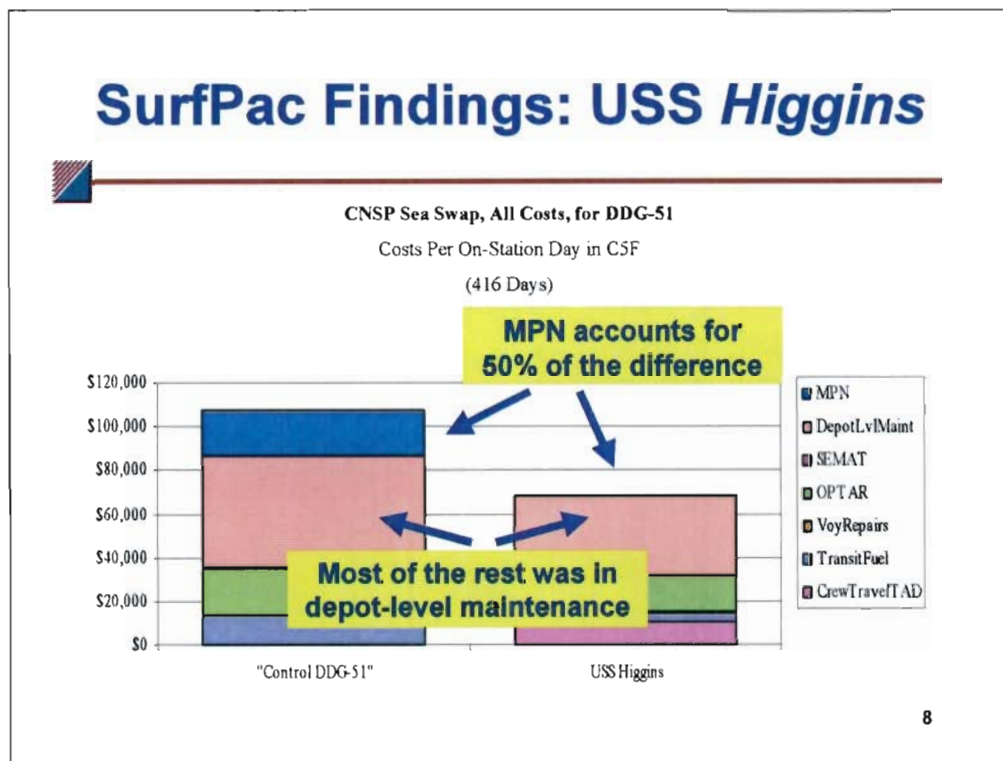 SurfPac Findings: USS Higgins
CNSP Sea Swap, All Costs, for DDG-51
Costs Per On-Station Day in C5F
(416 Days)
MPN accounts for
50% of the difference
$120,000
$100,000
$80,000
$60,000
$40,000
$20,000
$0
Most of the rest was in
depot-level maintenance
"Control DDG-51"
USS Higgins
MPN
DepotLvlMaint
SEMAT
OPTAR
VoyRepairs
TransitFuel
CrewTravelTAD
8